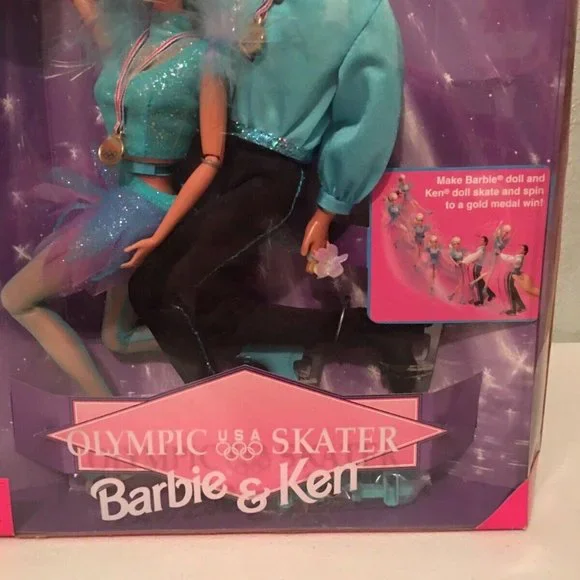 Make Barbie® doll and
Ken® doll skate and spin
to a gold medal win!
OLYMPIC USA SKATER
Barbie & Ken